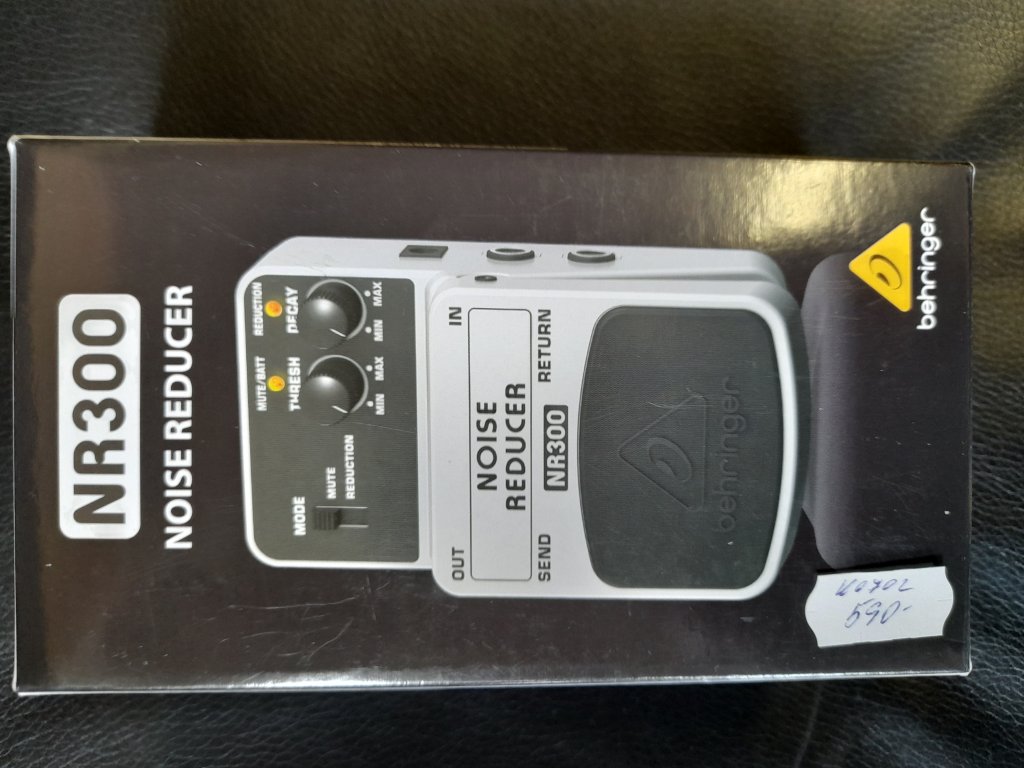 NR300
NOISE REDUCER
MUTE/BATT
REDUCTION
THRESH
DECAY
MIN
MAX
MIN
MAX
MODE
MUTE
REDUCTION
OUT
IN
NOISE
REDUCER
SEND
NR300
RETURN
behringer
behringer
590-